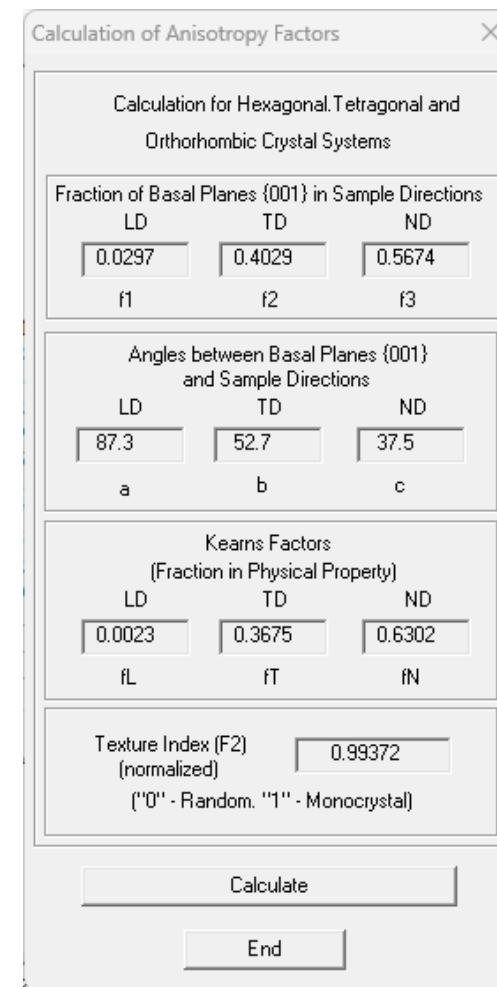 Calculation of Anisotropy Factors
Calculation for Hexagonal.Tetragonal and
Orthorhombic Crystal Systems
Fraction of Basal Planes {001} in Sample Directions
LD TD ND
0.0297 0.4029 0.5674
f1 f2 f3
Angles between Basal Planes {001}
and Sample Directions
LD TD ND
87.3 52.7 37.5
a b c
Kearns Factors
(Fraction in Physical Property)
LD TD ND
0.0023 0.3675 0.6302
fL fT fN
Texture Index (F2) 0.99372
(normalized)
("0" - Random. "1" - Monocrystal)
Calculate
End